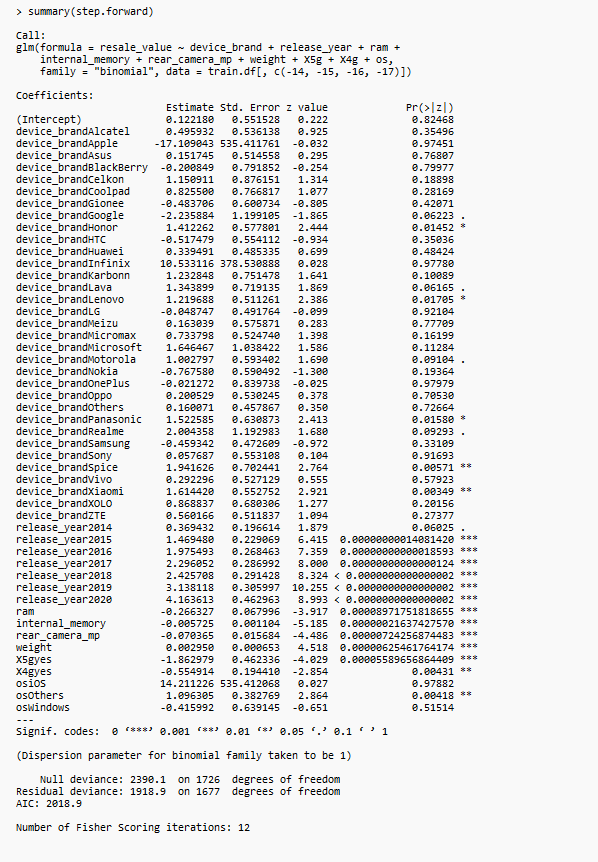 > summary(step.forward)
Call:
glm(formula = resale_value ~ device_brand + release_year + ram +
    internal_memory + rear_camera_mp + weight + X5g + X4g + os,
    family = "binomial", data = train.df[, c(-14, -15, -16, -17)])
Coefficients:
Estimate Std. Error z value Pr(>|z|)
(Intercept) 0.122180 0.551528 0.222 0.82468
device_brandAlcatel 0.495932 0.536138 0.925 0.35496
device_brandApple -17.109043 535.411761 -0.032 0.97451
device_brandAsus 0.151745 0.514558 0.295 0.76807
device_brandBlackBerry -0.200849 0.791852 -0.254 0.79977
device_brandCelkon 1.150911 0.876151 1.314 0.18898
device_brandCoolpad 0.825500 0.766817 1.077 0.28169
device_brandGionee -0.483706 0.600734 -0.805 0.42071
device_brandGoogle -2.235884 1.199105 -1.865 0.06223 .
device_brandHonor 1.412262 0.577801 2.444 0.01452 *
device_brandHTC -0.517479 0.554112 -0.934 0.35036
device_brandHuawei 0.339491 0.485335 0.699 0.48424
device_brandInfinix 10.533116 378.530888 0.028 0.97780
device_brandKarbonn 1.232848 0.751478 1.641 0.10089
device_brandLava 1.343899 0.719135 1.869 0.06165 .
device_brandLenovo 1.219688 0.511261 2.386 0.01705 *
device_brandLG -0.048747 0.491764 -0.099 0.92104
device_brandMeizu 0.163039 0.575871 0.283 0.77709
device_brandMicromax 0.733798 0.524740 1.398 0.16199
device_brandMicrosoft 1.646467 1.038422 1.586 0.11284
device_brandMotorola 1.002797 0.593402 1.690 0.09104 .
device_brandNokia -0.767580 0.590492 -1.300 0.19364
device_brandOnePlus -0.021272 0.839738 -0.025 0.97979
device_brandOppo 0.200529 0.530245 0.378 0.70530
device_brandOthers 0.160071 0.457867 0.350 0.72664
device_brandPanasonic 1.522585 0.630873 2.413 0.01580 *
device_brandRealme 2.004358 1.192983 1.680 0.09293 .
device_brandSamsung -0.459342 0.472609 -0.972 0.33109
device_brandSony 0.057687 0.553108 0.104 0.91693
device_brandSpice 1.941626 0.702441 2.764 0.00571 **
device_brandVivo 0.292296 0.527129 0.555 0.57923
device_brandXiaomi 1.614420 0.552752 2.921 0.00349 **
device_brandXOLO 0.868837 0.680306 1.277 0.20156
device_brandZTE 0.560166 0.511837 1.094 0.27377
release_year2014 0.369432 0.196614 1.879 0.06025 .
release_year2015 1.469480 0.229069 6.415 0.00000000014081420 ***
release_year2016 1.975493 0.268463 7.359 0.00000000000018593 ***
release_year2017 2.296052 0.286992 8.000 0.00000000000000124 ***
release_year2018 2.425708 0.291428 8.324 < 0.0000000000000002 ***
release_year2019 3.138118 0.305997 10.255 < 0.0000000000000002 ***
release_year2020 4.163613 0.462963 8.993 < 0.0000000000000002 ***
ram -0.266327 0.067996 -3.917 0.00008971751818655 ***
internal_memory -0.005725 0.001104 -5.185 0.00000021637427570 ***
rear_camera_mp -0.070365 0.015684 -4.486 0.00000724256874483 ***
weight 0.002950 0.000653 4.518 0.00000625461764174 ***
X5gyes -1.862979 0.462336 -4.029 0.00005589656864409 ***
X4gyes -0.554914 0.194410 -2.854 0.00431 **
osiOS 14.211226 535.412068 0.027 0.97882
osOthers 1.096305 0.382769 2.864 0.00418 **
osWindows -0.415992 0.639145 -0.651 0.51514
---
Signif. codes:  0 ‘***’ 0.001 ‘**’ 0.01 ‘*’ 0.05 ‘.’ 0.1 ‘ ’ 1
(Dispersion parameter for binomial family taken to be 1)
Null deviance: 2390.1  on 1726  degrees of freedom
Residual deviance: 1918.9  on 1677  degrees of freedom
AIC: 2018.9
Number of Fisher Scoring iterations: 12